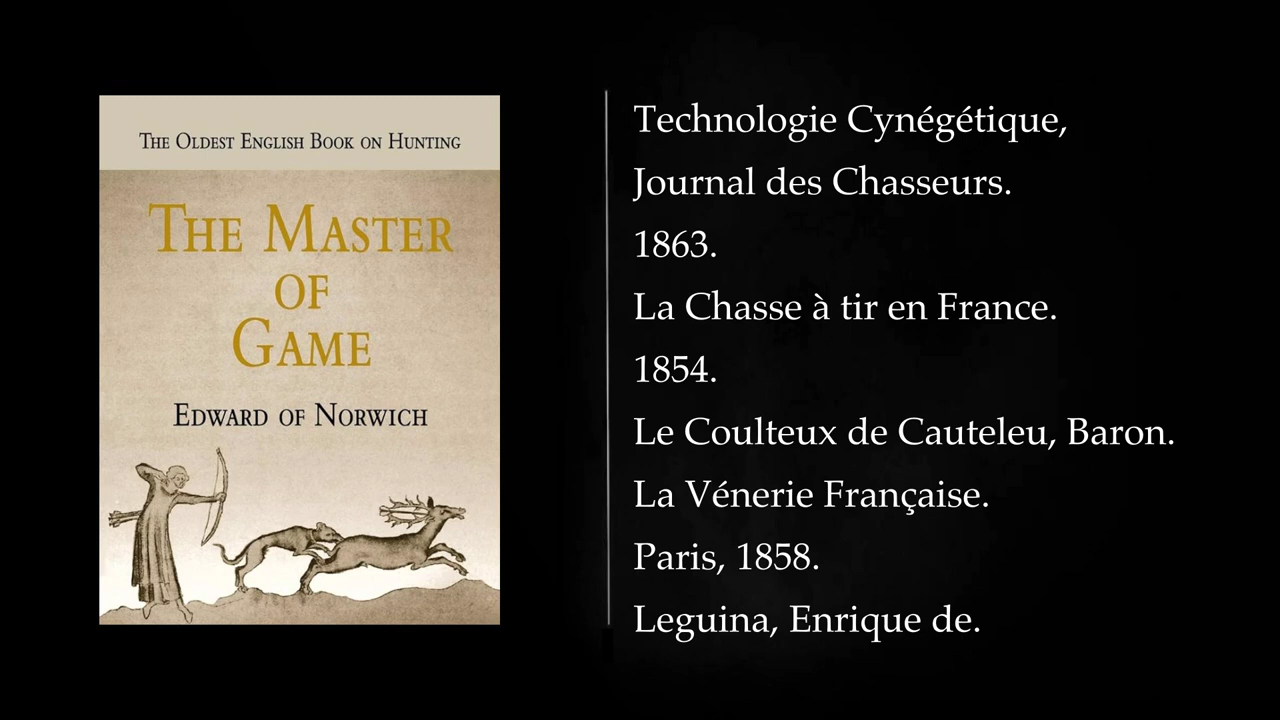 The Oldest English Book on Hunting
The Master
of
Game
Edward of Norwich
Technologie Cynégétique,
Journal des Chasseurs.
1863.
La Chasse à tir en France.
1854.
Le Coulteux de Cauteleu, Baron.
La Vénerie Française.
Paris, 1858.
Leguina, Enrique de.